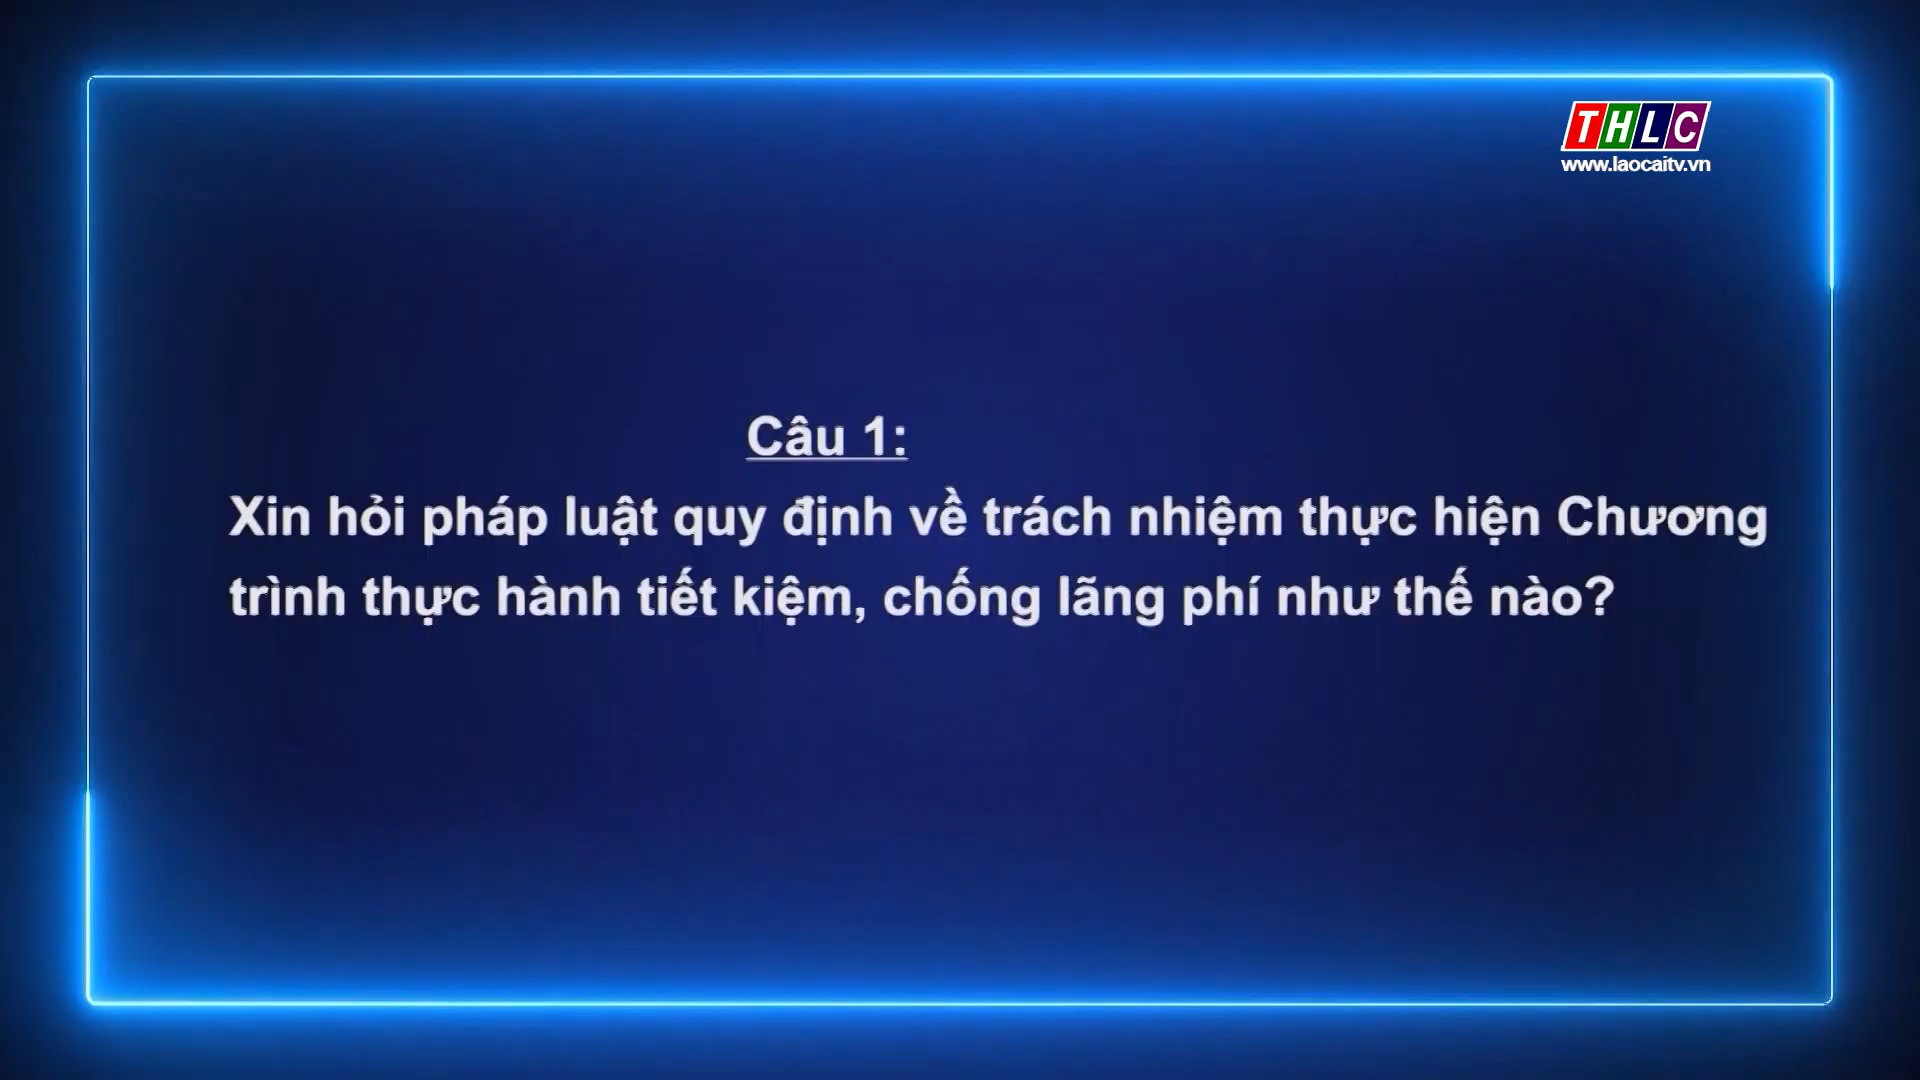 THLC
www.laocaitv.vn
Câu 1:
Xin hỏi pháp luật quy định về trách nhiệm thực hiện Chương
trình thực hành tiết kiệm, chống lãng phí như thế nào?